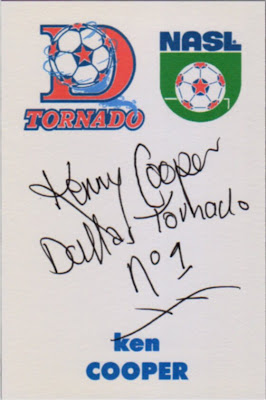 D
NASL
TORNADO
Kenny Cooper
Dallas Tornado
Nº 1
ken
COOPER